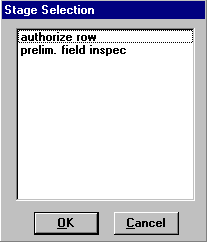 Stage Selection
authorize row
prelim. field inspec
OK
Cancel